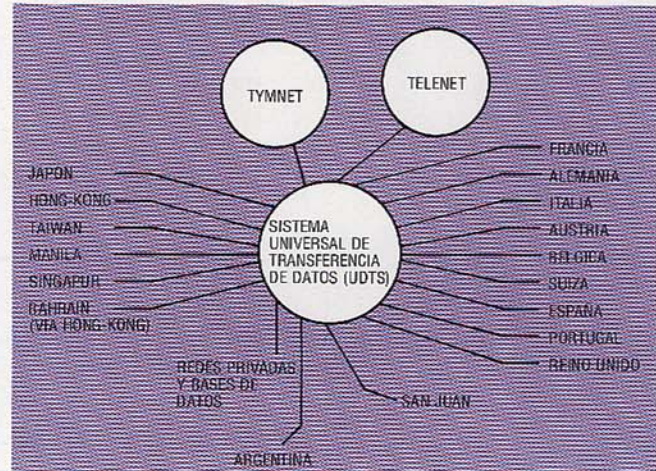 TYMNET
TELENET
JAPON
HONG-KONG
TAIWAN
MANILA
SINGAPUR
BAHRAIN
(VIA HONG-KONG)
SISTEMA
UNIVERSAL DE
TRANSFERENCIA
DE DATOS (UDTS)
FRANCIA
ALEMANIA
ITALIA
AUSTRIA
BELGICA
SUIZA
ESPAÑA
PORTUGAL
REINO UNIDO
REDES PRIVADAS
Y BASES DE
DATOS
SAN JUAN
ARGENTINA